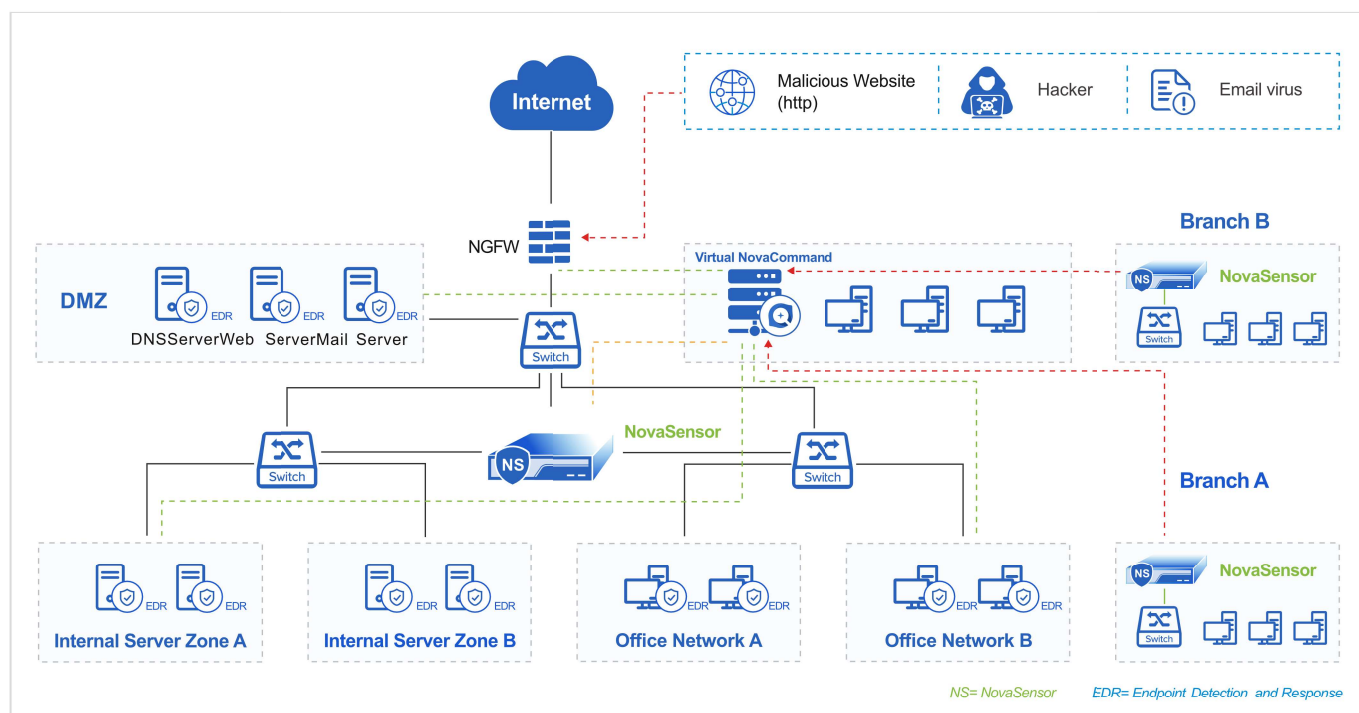 Internet
Malicious Website
(http)
Hacker
Email virus
NGFW
Branch B
Virtual NovaCommand
NS
NovaSensor
DMZ
EDR
EDR
EDR
DNSServerWeb ServerMail Server
Switch
Switch
NovaSensor
NS
Switch
Switch
Branch A
NS
NovaSensor
EDR
EDR
EDR
EDR
EDR
EDR
EDR
EDR
Switch
Internal Server Zone A
Internal Server Zone B
Office Network A
Office Network B
NS= NovaSensor
EDR= Endpoint Detection and Response